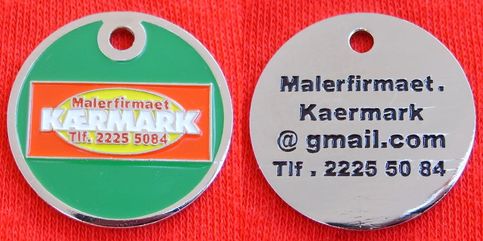 Malerfirmaet
KÆRMARK
Tlf. 2225 5084
Malerfirmaet.
Kaermark
@gmail.com
Tlf. 2225 50 84